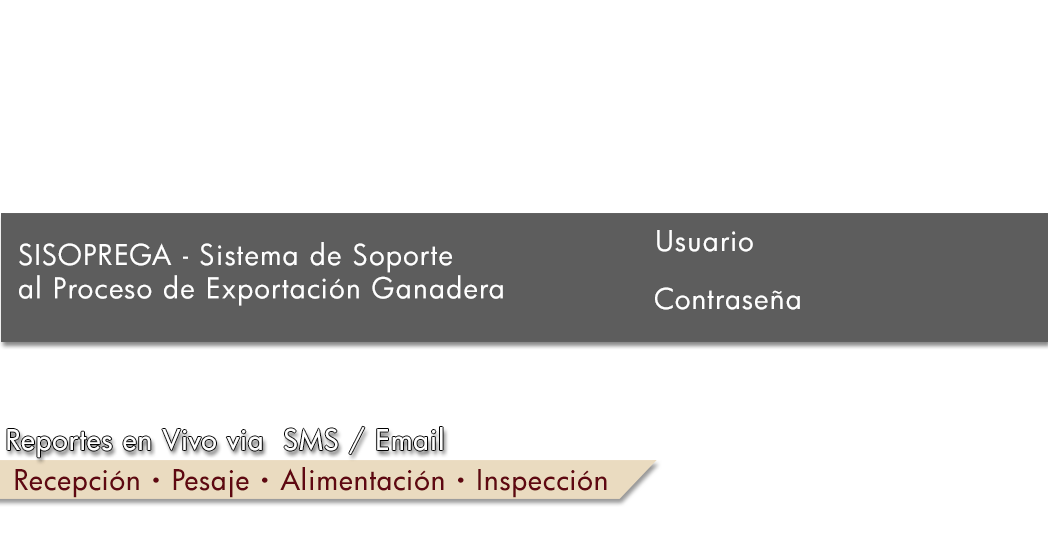 SISOPREGA - Sistema de Soporte
al Proceso de Exportación Ganadera
Usuario
Contraseña
Reportes en Vivo via SMS / Email
Recepción · Pesaje · Alimentación · Inspección